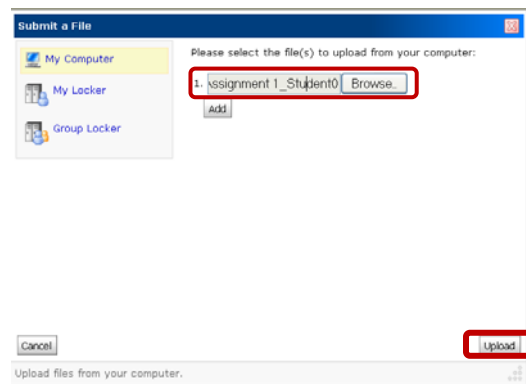 Submit a File
My Computer
My Locker
Group Locker
Please select the file(s) to upload from your computer:
1. Assignment 1_Student0 Browse..
Add
Cancel
Upload
Upload files from your computer.